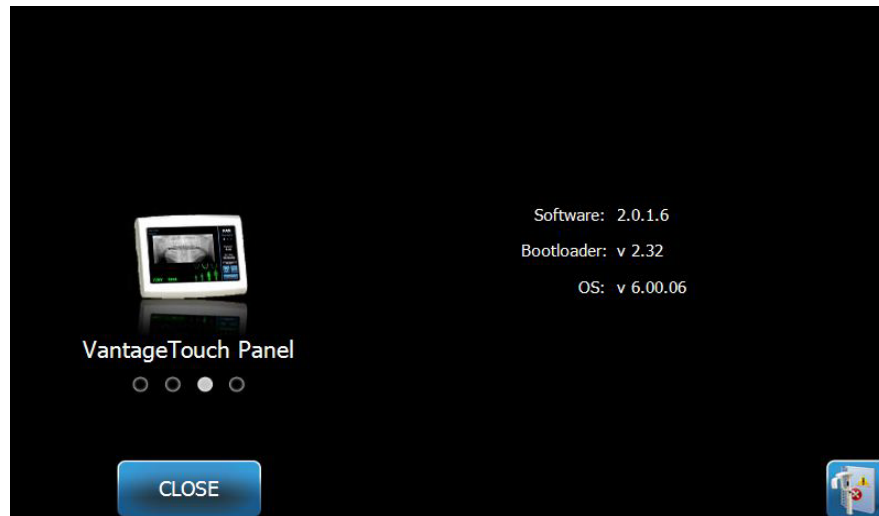 Software: 2.0.1.6
Bootloader: v 2.32
OS: v 6.00.06
VantageTouch Panel
CLOSE